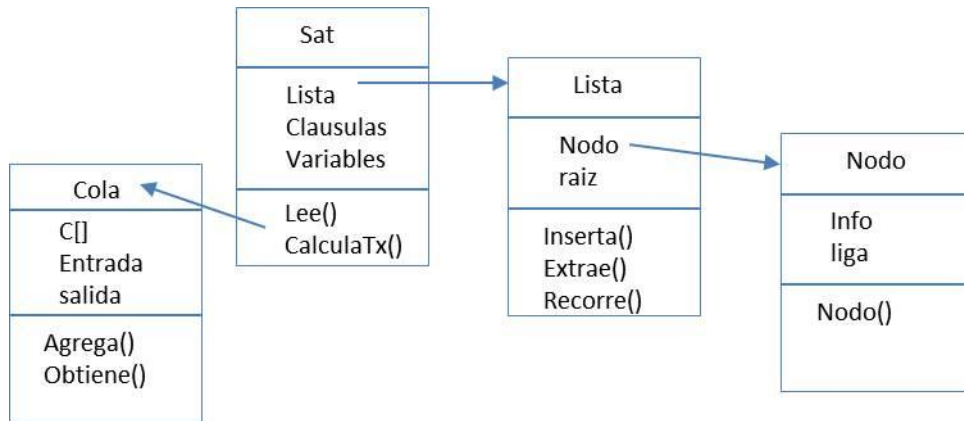 Sat
Lista
Clausulas
Variables
Lee()
CalculaTx()
Lista
Nodo
raiz
Inserta()
Extrae()
Recorre()
Nodo
Info
liga
Nodo()
Cola
C[]
Entrada
salida
Agrega()
Obtiene()